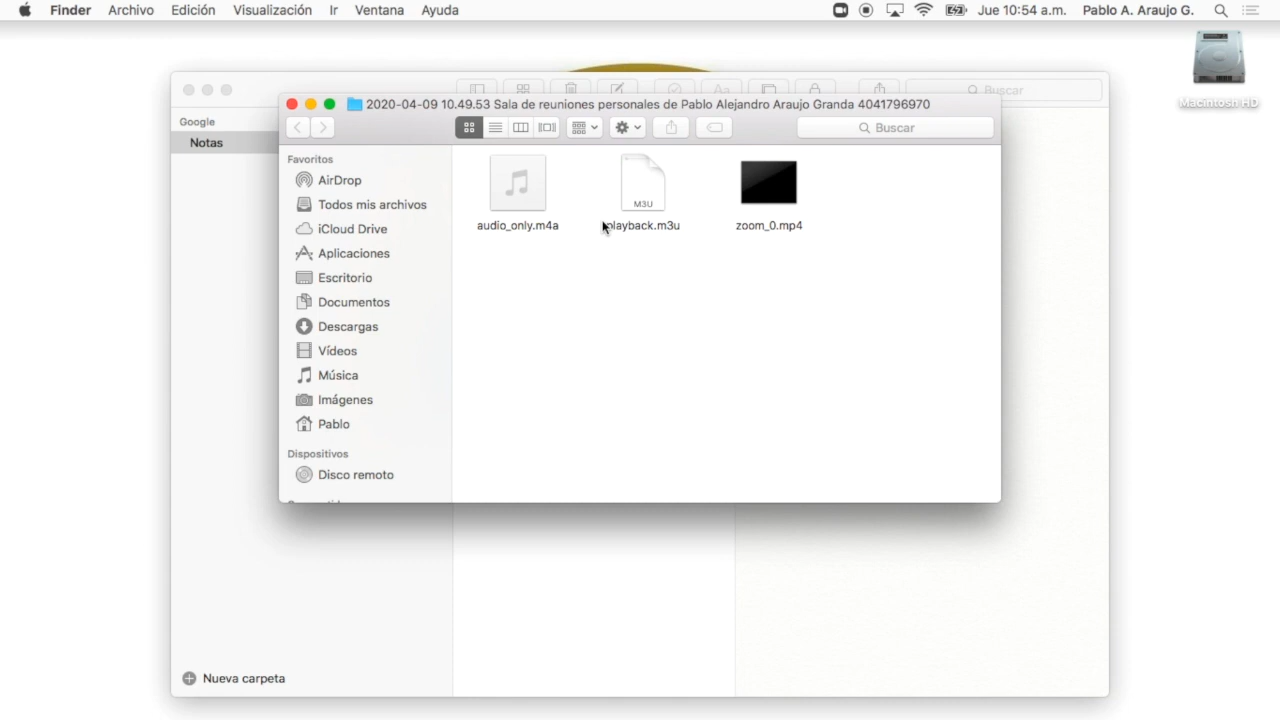 Finder Archivo Edición Visualización Ir Ventana Ayuda Jue 10:54 a.m. Pablo A. Araujo G.
Macintosh HD
Aa Buscar
Google
Notas
2020-04-09 10.49.53 Sala de reuniones personales de Pablo Alejandro Araujo Granda 4041796970
Buscar
Favoritos
AirDrop
Todos mis archivos
iCloud Drive
Aplicaciones
Escritorio
Documentos
Descargas
Vídeos
Música
Imágenes
Pablo
Dispositivos
Disco remoto
M3U
audio_only.m4a playback.m3u zoom_0.mp4
Nueva carpeta